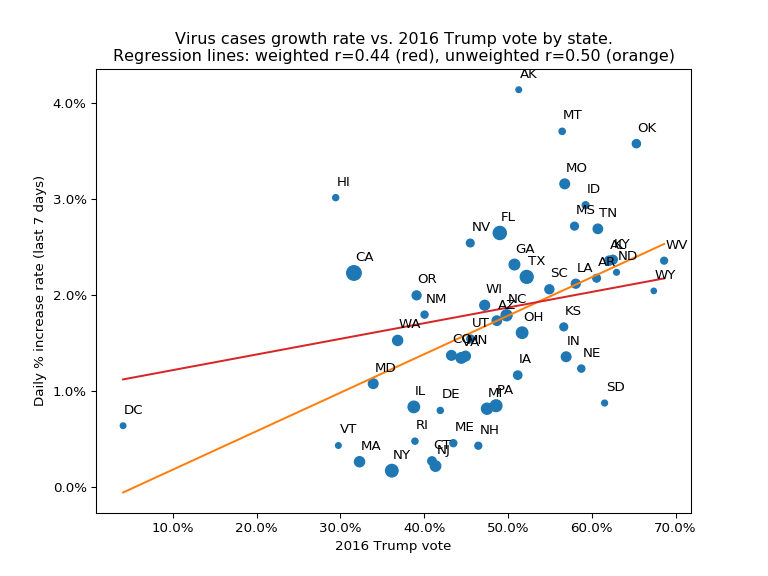 Virus cases growth rate vs. 2016 Trump vote by state.
Regression lines: weighted r=0.44 (red), unweighted r=0.50 (orange)
Daily % increase rate (last 7 days)
4.0%
3.0%
2.0%
1.0%
0.0%
AK
MT
OK
MO
HI
ID
MS
TN
FL
NV
AL
KY
GA
WV
CA
TX
ND
SC
LA
AR
WY
OR
NM
WI
NC
AZ
WA
UT
OH
KS
CO
VA
MN
IN
NE
IA
MD
SD
IL
DE
MI
PA
DC
VT
RI
ME
NH
MA
CT
NJ
NY
10.0%
20.0%
30.0%
40.0%
50.0%
60.0%
70.0%
2016 Trump vote